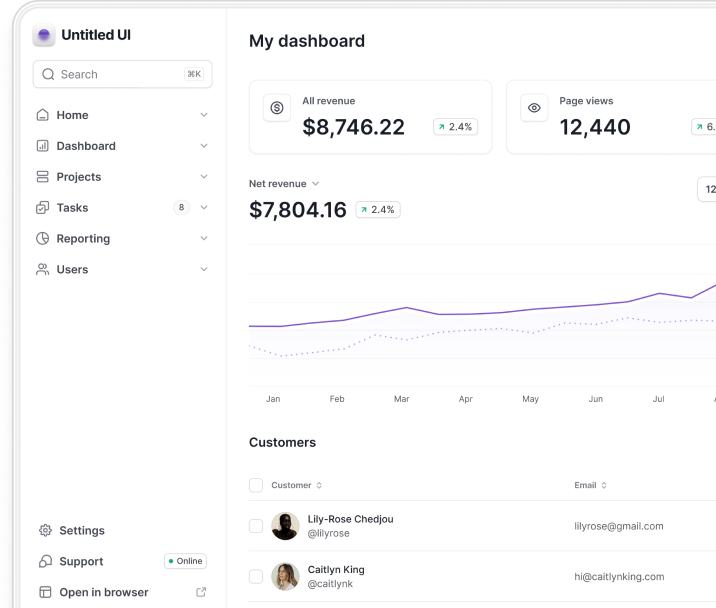 Untitled UI
Search
⌘K
Home
Dashboard
Projects
Tasks
8
Reporting
Users
Settings
Support
Online
Open in browser
My dashboard
All revenue
$8,746.22
2.4%
Page views
12,440
6.
Net revenue
$7,804.16
2.4%
12
Jan Feb Mar Apr May Jun Jul
Customers
Customer Email
Lily-Rose Chedjou
@lilyrose
lilyrose@gmail.com
Caitlyn King
@caitlynk
hi@caitlynking.com